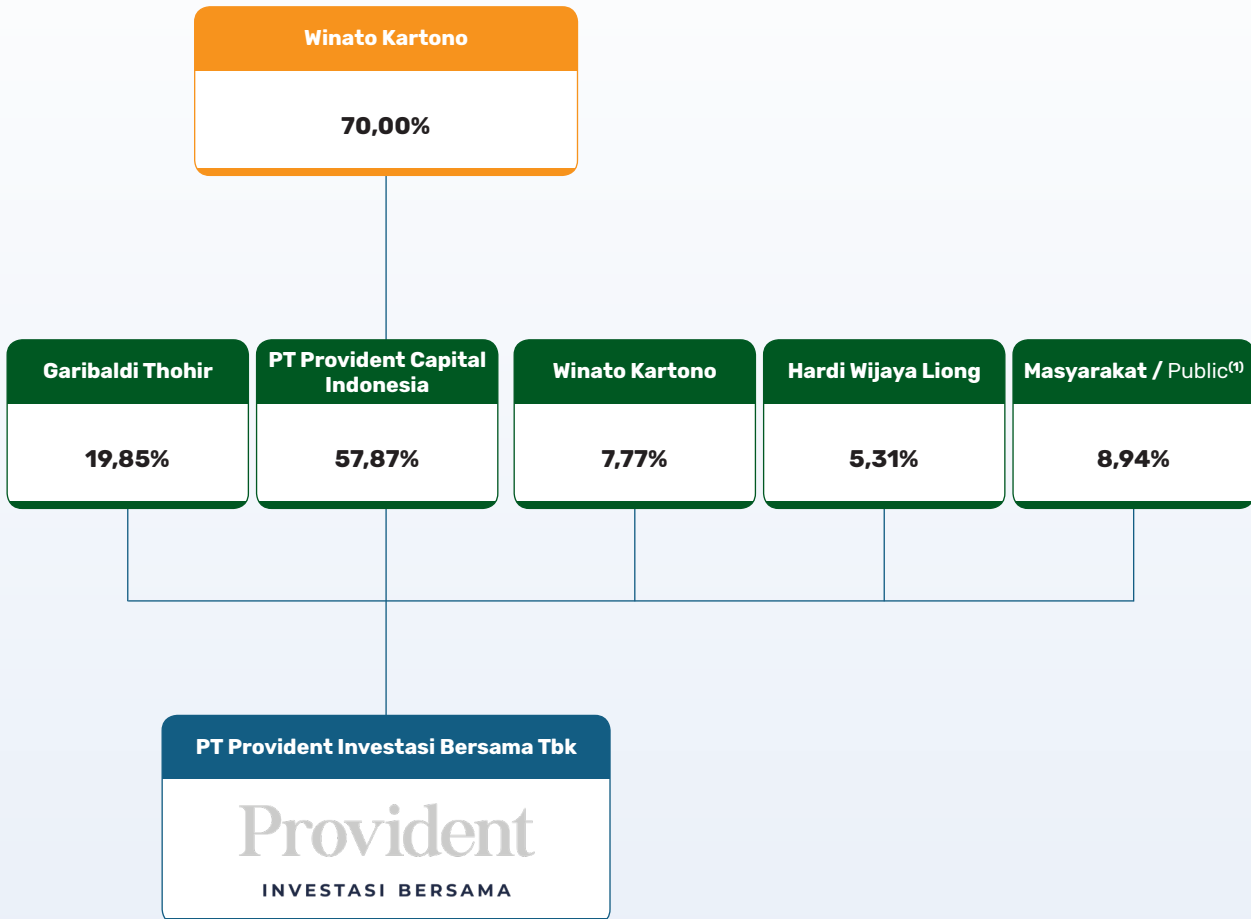 Winato Kartono
70,00%
Garibaldi Thohir
19,85%
PT Provident Capital
Indonesia
57,87%
Winato Kartono
7,77%
Hardi Wijaya Liong
5,31%
Masyarakat / Public(1)
8,94%
PT Provident Investasi Bersama Tbk
Provident
INVESTASI BERSAMA